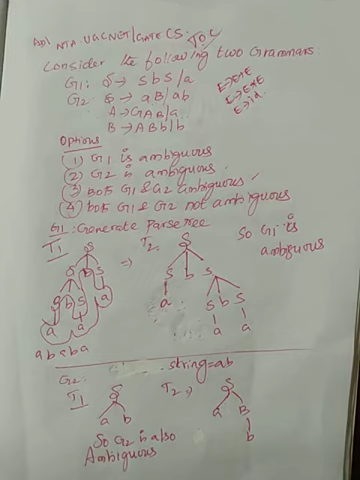 NTA UGCNET/GATE CS: TOC
Consider the following two Grammars:
G1: S → SbS/a
G2 S → aB/ab
A → GAB/a
B → ABb/b
E→E+E
E→E*E
E→id
Options
(1) G1 is ambiguous
(2) G2 is ambiguous.
(3) both G1 & G2 ambiguous ✓
(4) both G1 & G2 not ambiguous
G1: Generate Parse tree
T1 S ⇒ T2 S
S b S S b S
S b S a a S b S
a a a a
ababa
So G1 is
ambiguous
G2: string = ab
T1 S T2 ⇒ S
a b a B
b
So G2 is also
Ambiguous